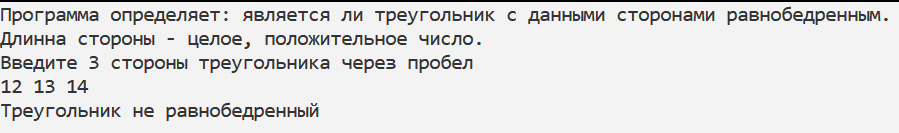 Программа определяет: является ли треугольник с данными сторонами равнобедренным.
Длинна стороны - целое, положительное число.
Введите 3 стороны треугольника через пробел
12 13 14
Треугольник не равнобедренный